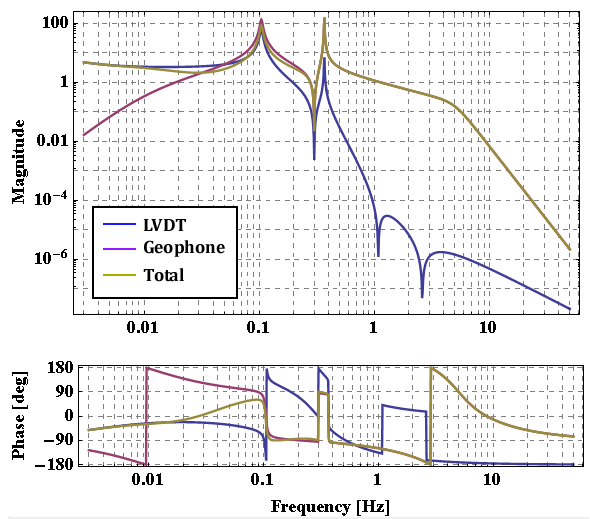 100
1
0.01
10⁻⁴
10⁻⁶
Magnitude
LVDT
Geophone
Total
0.01 0.1 1 10
180
90
0
−90
−180
Phase [deg]
0.01 0.1 1 10
Frequency [Hz]